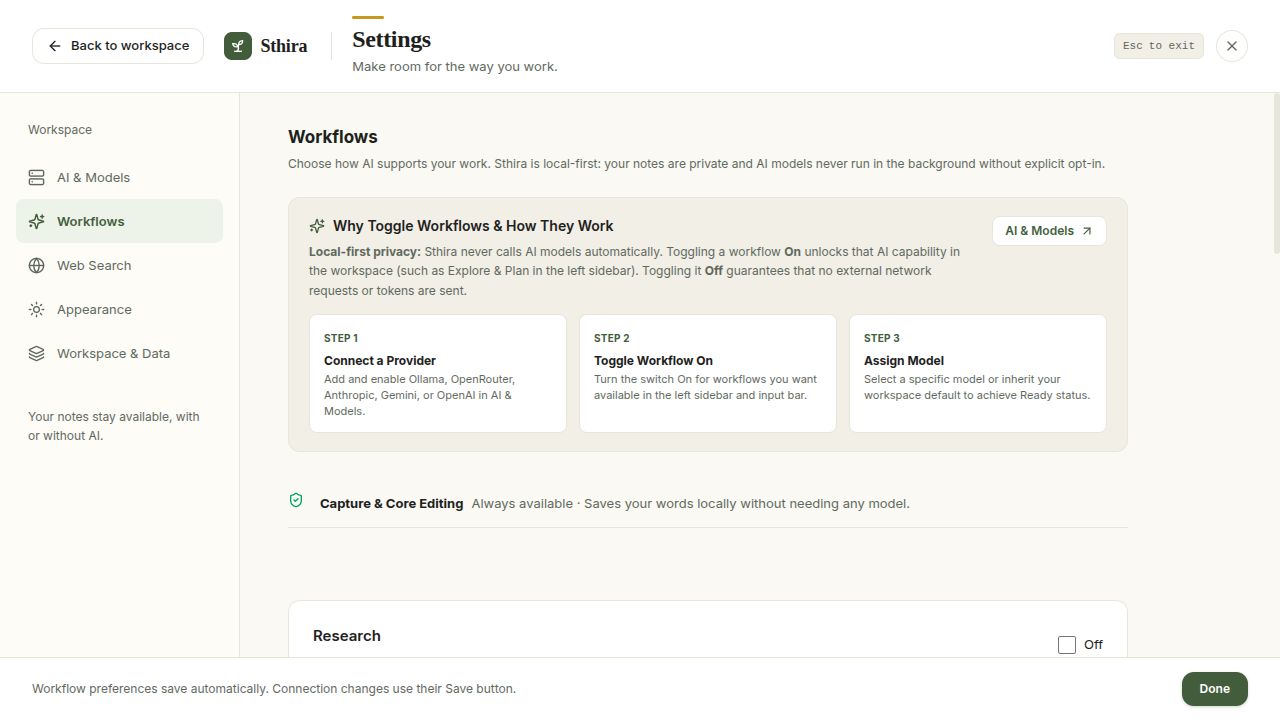 Back to workspace
Sthira
Settings
Make room for the way you work.
Esc to exit
Workspace
AI & Models
Workflows
Web Search
Appearance
Workspace & Data
Your notes stay available, with
or without AI.
Workflows
Choose how AI supports your work. Sthira is local-first: your notes are private and AI models never run in the background without explicit opt-in.
Why Toggle Workflows & How They Work
AI & Models
Local-first privacy: Sthira never calls AI models automatically. Toggling a workflow On unlocks that AI capability in
the workspace (such as Explore & Plan in the left sidebar). Toggling it Off guarantees that no external network
requests or tokens are sent.
STEP 1
Connect a Provider
Add and enable Ollama, OpenRouter,
Anthropic, Gemini, or OpenAI in AI &
Models.
STEP 2
Toggle Workflow On
Turn the switch On for workflows you want
available in the left sidebar and input bar.
STEP 3
Assign Model
Select a specific model or inherit your
workspace default to achieve Ready status.
Capture & Core Editing Always available · Saves your words locally without needing any model.
Research
Off
Workflow preferences save automatically. Connection changes use their Save button.
Done